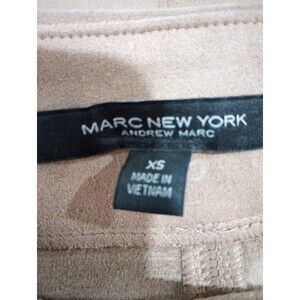 MARC NEW YORK
ANDREW MARC
XS
MADE IN
VIETNAM